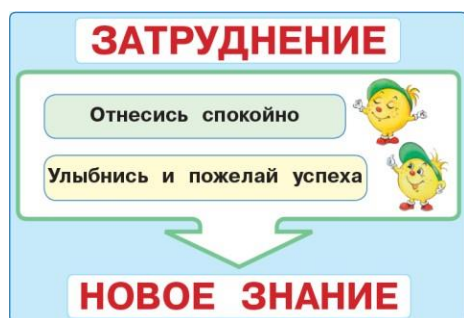 ЗАТРУДНЕНИЕ
Отнесись спокойно
Улыбнись и пожелай успеха
НОВОЕ ЗНАНИЕ